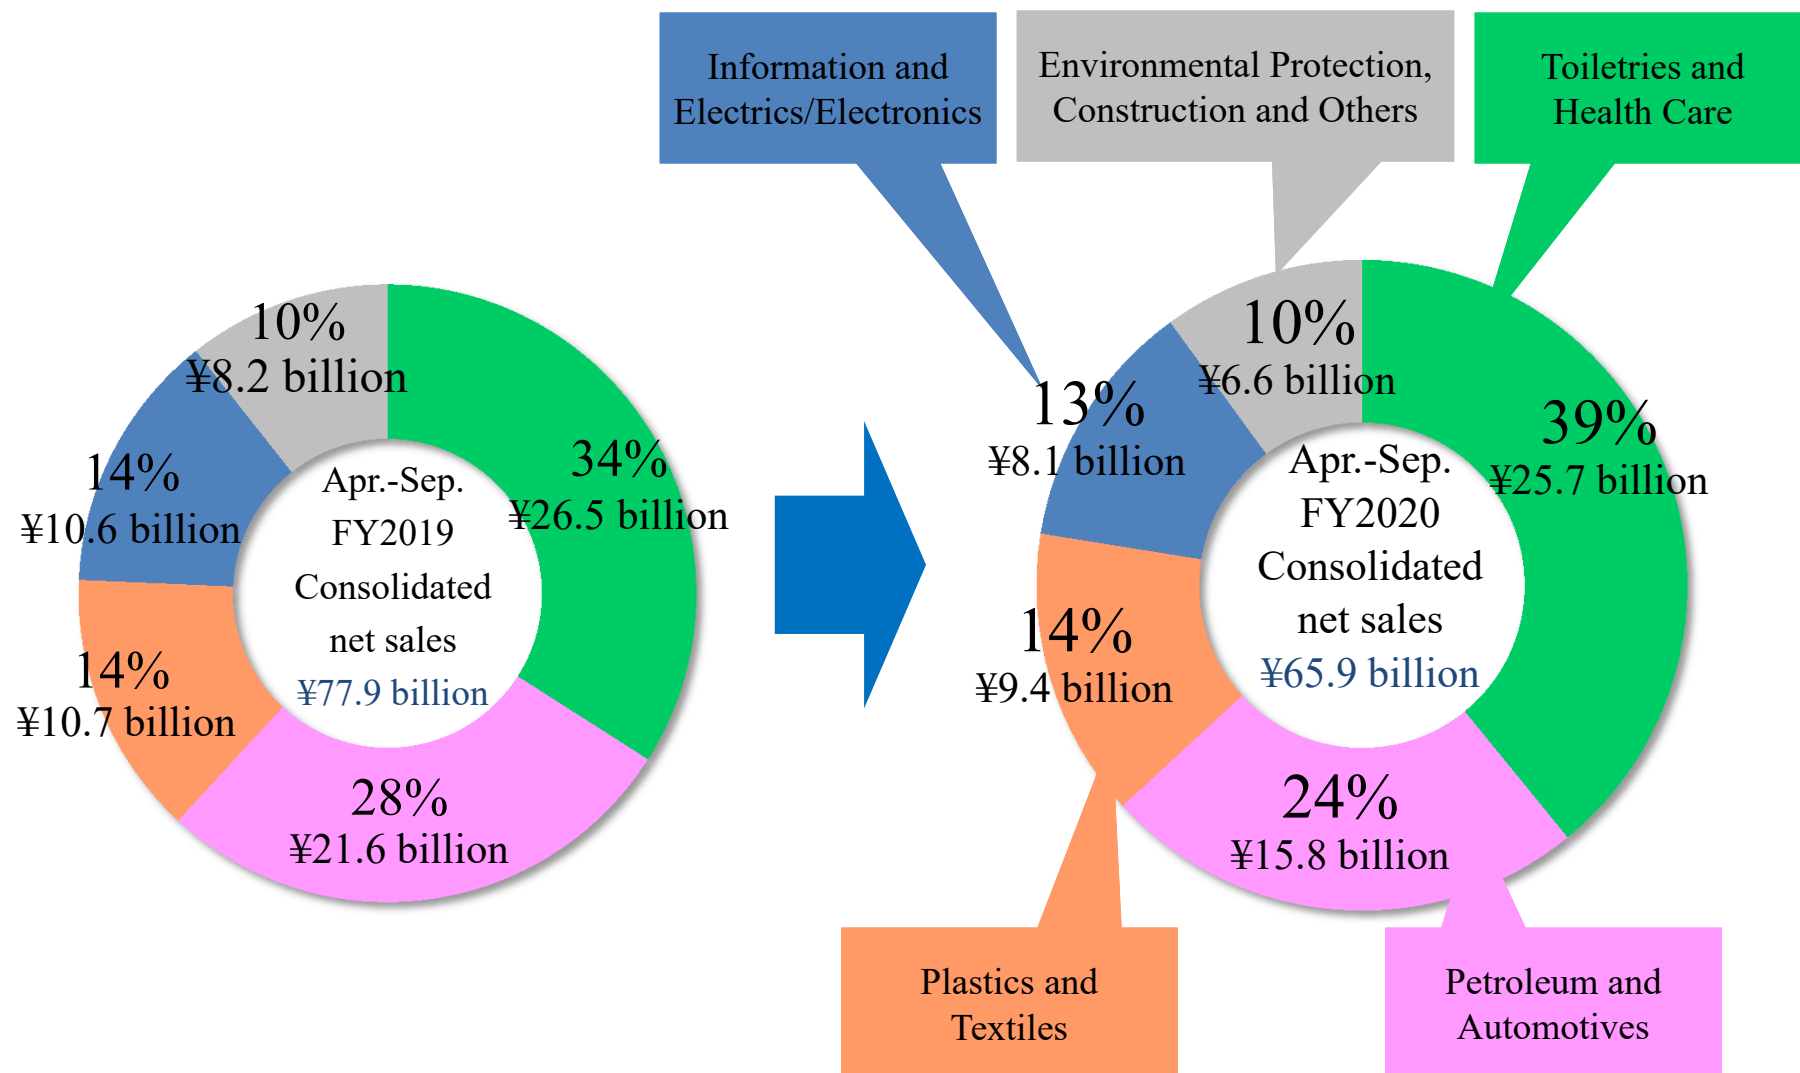 Information and
Electrics/Electronics
Environmental Protection,
Construction and Others
Toiletries and
Health Care
10%
¥8.2 billion
14%
¥10.6 billion
34%
¥26.5 billion
14%
¥10.7 billion
28%
¥21.6 billion
Apr.-Sep.
FY2019
Consolidated
net sales
¥77.9 billion
10%
¥6.6 billion
13%
¥8.1 billion
39%
¥25.7 billion
14%
¥9.4 billion
24%
¥15.8 billion
Apr.-Sep.
FY2020
Consolidated
net sales
¥65.9 billion
Plastics and
Textiles
Petroleum and
Automotives